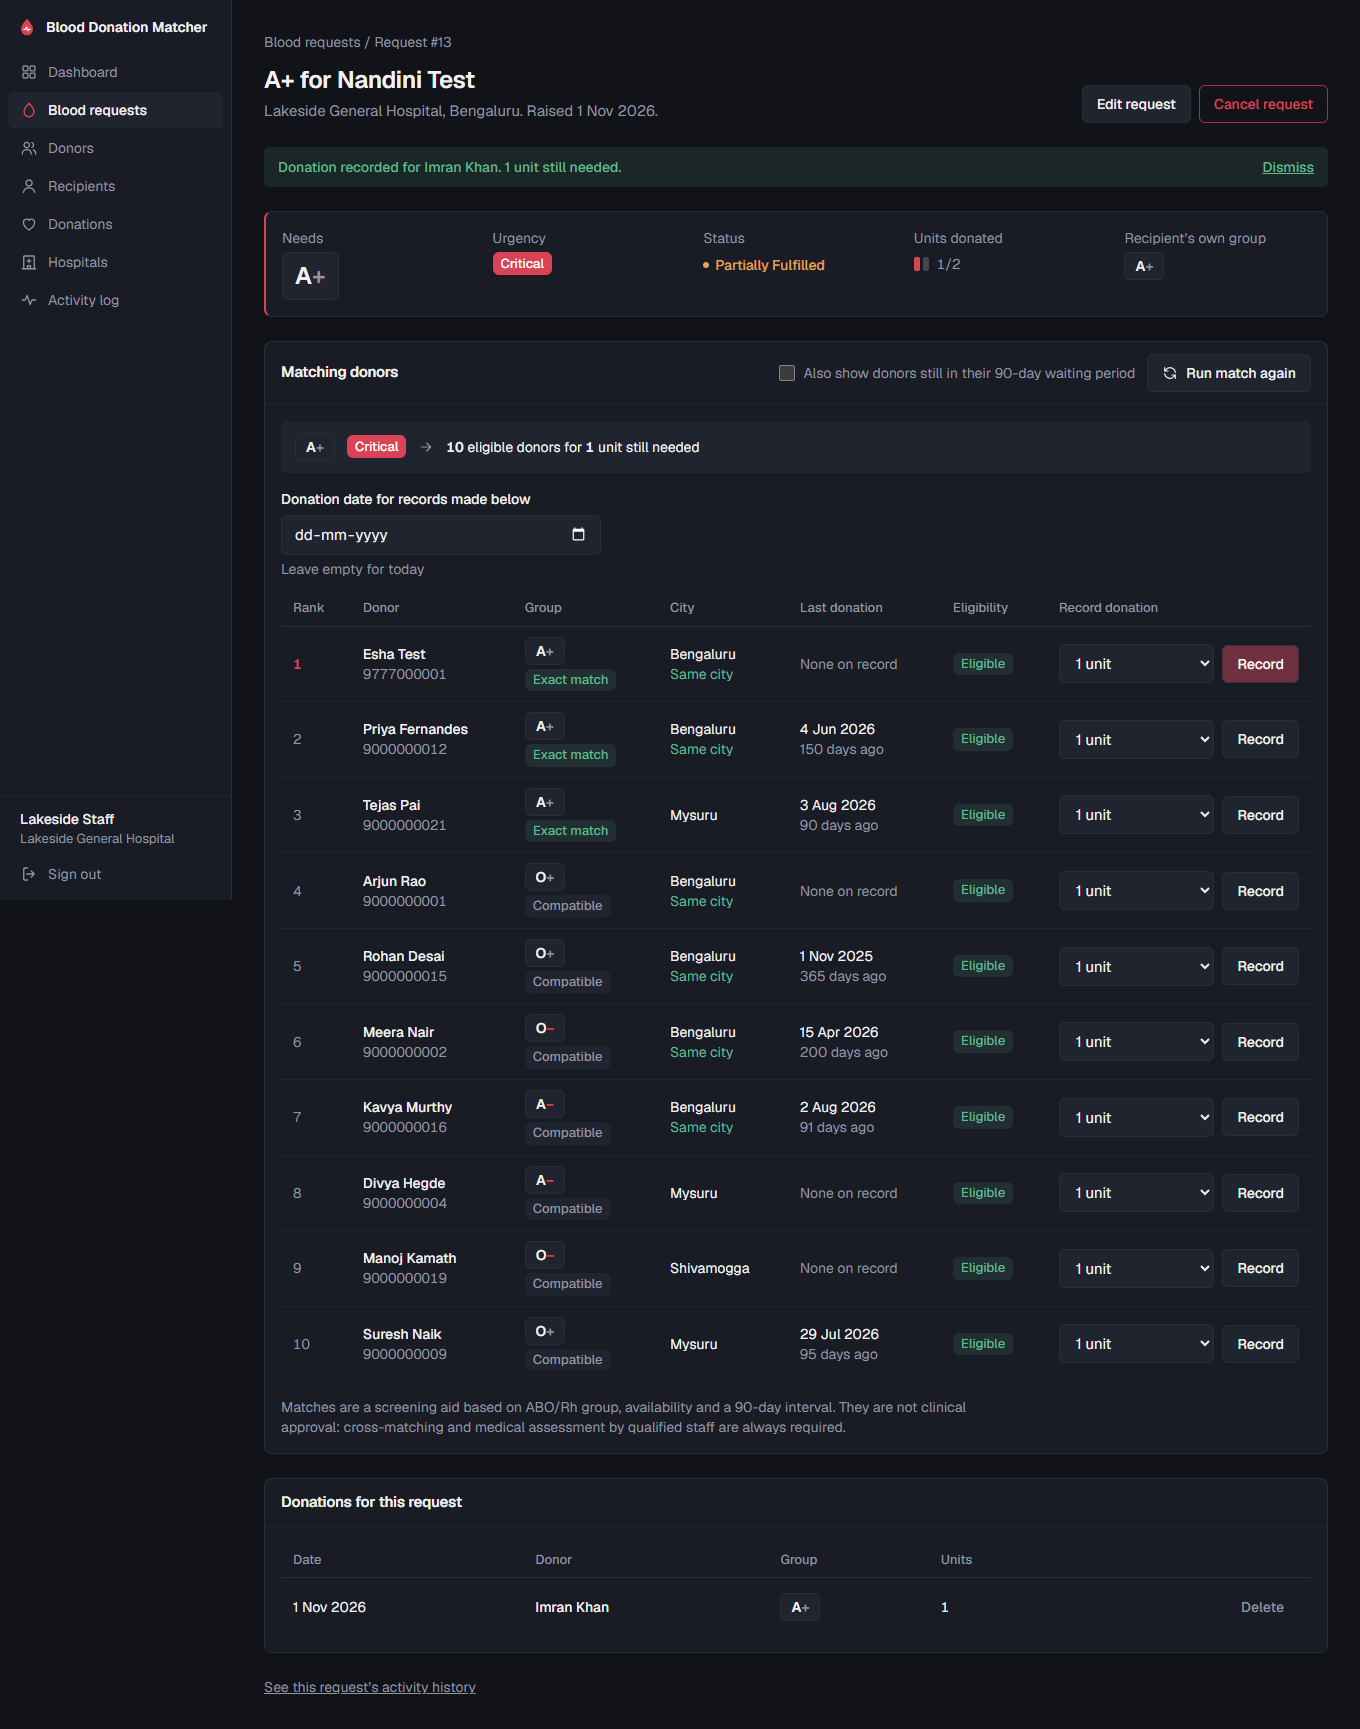 Blood Donation Matcher
Dashboard
Blood requests
Donors
Recipients
Donations
Hospitals
Activity log
Lakeside Staff
Lakeside General Hospital
Sign out
Blood requests / Request #13
A+ for Nandini Test
Lakeside General Hospital, Bengaluru. Raised 1 Nov 2026.
Edit request
Cancel request
Donation recorded for Imran Khan. 1 unit still needed.
Dismiss
Needs
A+
Urgency
Critical
Status
Partially Fulfilled
Units donated
1/2
Recipient's own group
A+
Matching donors
Also show donors still in their 90-day waiting period
Run match again
A+ Critical → 10 eligible donors for 1 unit still needed
Donation date for records made below
dd-mm-yyyy
Leave empty for today
Rank Donor Group City Last donation Eligibility Record donation
1 Esha Test 9777000001 A+ Exact match Bengaluru Same city None on record Eligible 1 unit Record
2 Priya Fernandes 9000000012 A+ Exact match Bengaluru Same city 4 Jun 2026 150 days ago Eligible 1 unit Record
3 Tejas Pai 9000000021 A+ Exact match Mysuru 3 Aug 2026 90 days ago Eligible 1 unit Record
4 Arjun Rao 9000000001 O+ Compatible Bengaluru Same city None on record Eligible 1 unit Record
5 Rohan Desai 9000000015 O+ Compatible Bengaluru Same city 1 Nov 2025 365 days ago Eligible 1 unit Record
6 Meera Nair 9000000002 O− Compatible Bengaluru Same city 15 Apr 2026 200 days ago Eligible 1 unit Record
7 Kavya Murthy 9000000016 A− Compatible Bengaluru Same city 2 Aug 2026 91 days ago Eligible 1 unit Record
8 Divya Hegde 9000000004 A− Compatible Mysuru None on record Eligible 1 unit Record
9 Manoj Kamath 9000000019 O− Compatible Shivamogga None on record Eligible 1 unit Record
10 Suresh Naik 9000000009 O+ Compatible Mysuru 29 Jul 2026 95 days ago Eligible 1 unit Record
Matches are a screening aid based on ABO/Rh group, availability and a 90-day interval. They are not clinical
approval: cross-matching and medical assessment by qualified staff are always required.
Donations for this request
Date Donor Group Units
1 Nov 2026 Imran Khan A+ 1 Delete
See this request's activity history